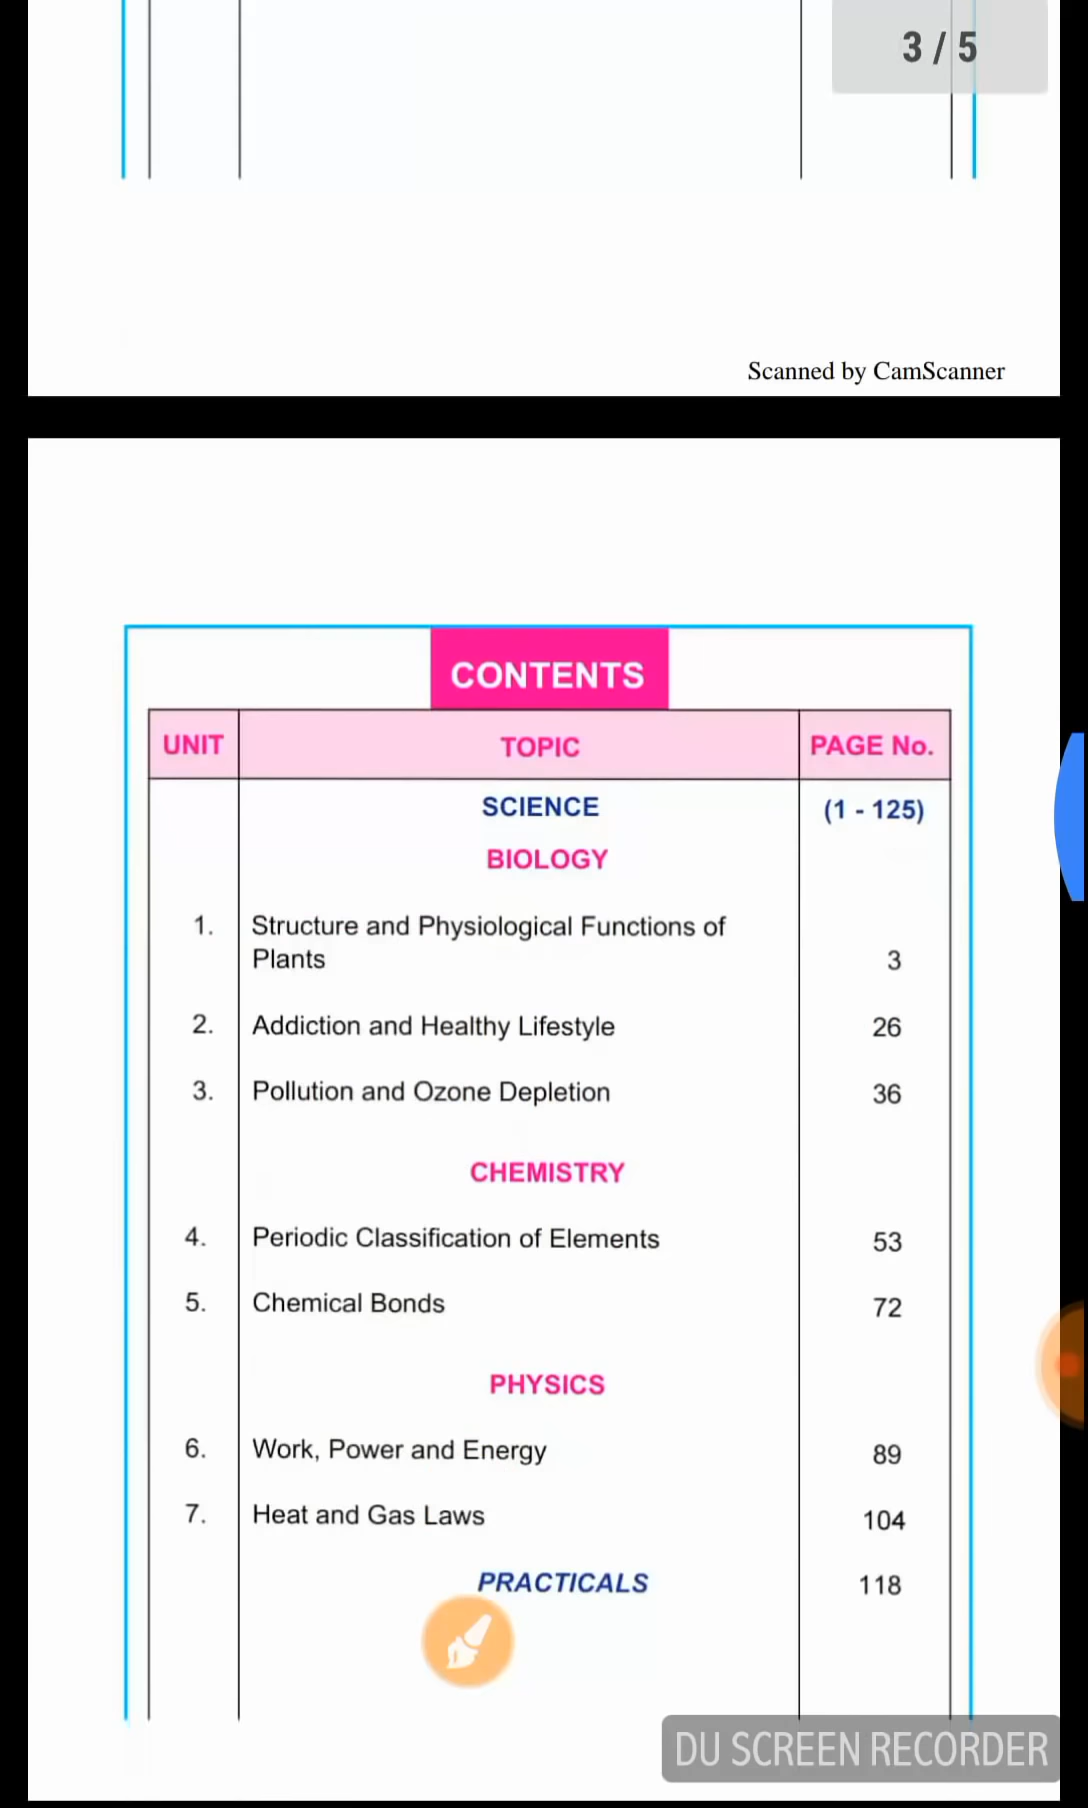 3 / 5
Scanned by CamScanner
CONTENTS
UNIT TOPIC PAGE No.
SCIENCE (1 - 125)
BIOLOGY
1. Structure and Physiological Functions of
Plants 3
2. Addiction and Healthy Lifestyle 26
3. Pollution and Ozone Depletion 36
CHEMISTRY
4. Periodic Classification of Elements 53
5. Chemical Bonds 72
PHYSICS
6. Work, Power and Energy 89
7. Heat and Gas Laws 104
PRACTICALS 118
DU SCREEN RECORDER